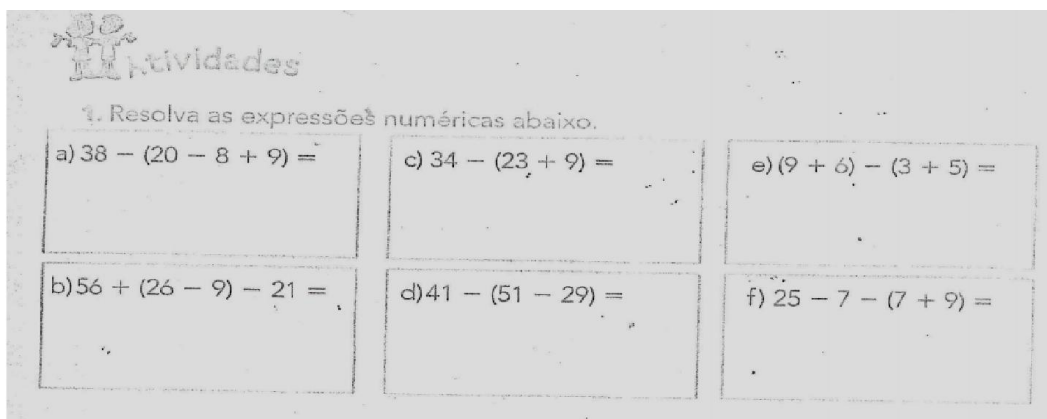 Atividades
1. Resolva as expressões numéricas abaixo.
a) 38 − (20 − 8 + 9) =
c) 34 − (23 + 9) =
e) (9 + 6) − (3 + 5) =
b) 56 + (26 − 9) − 21 =
d) 41 − (51 − 29) =
f) 25 − 7 − (7 + 9) =